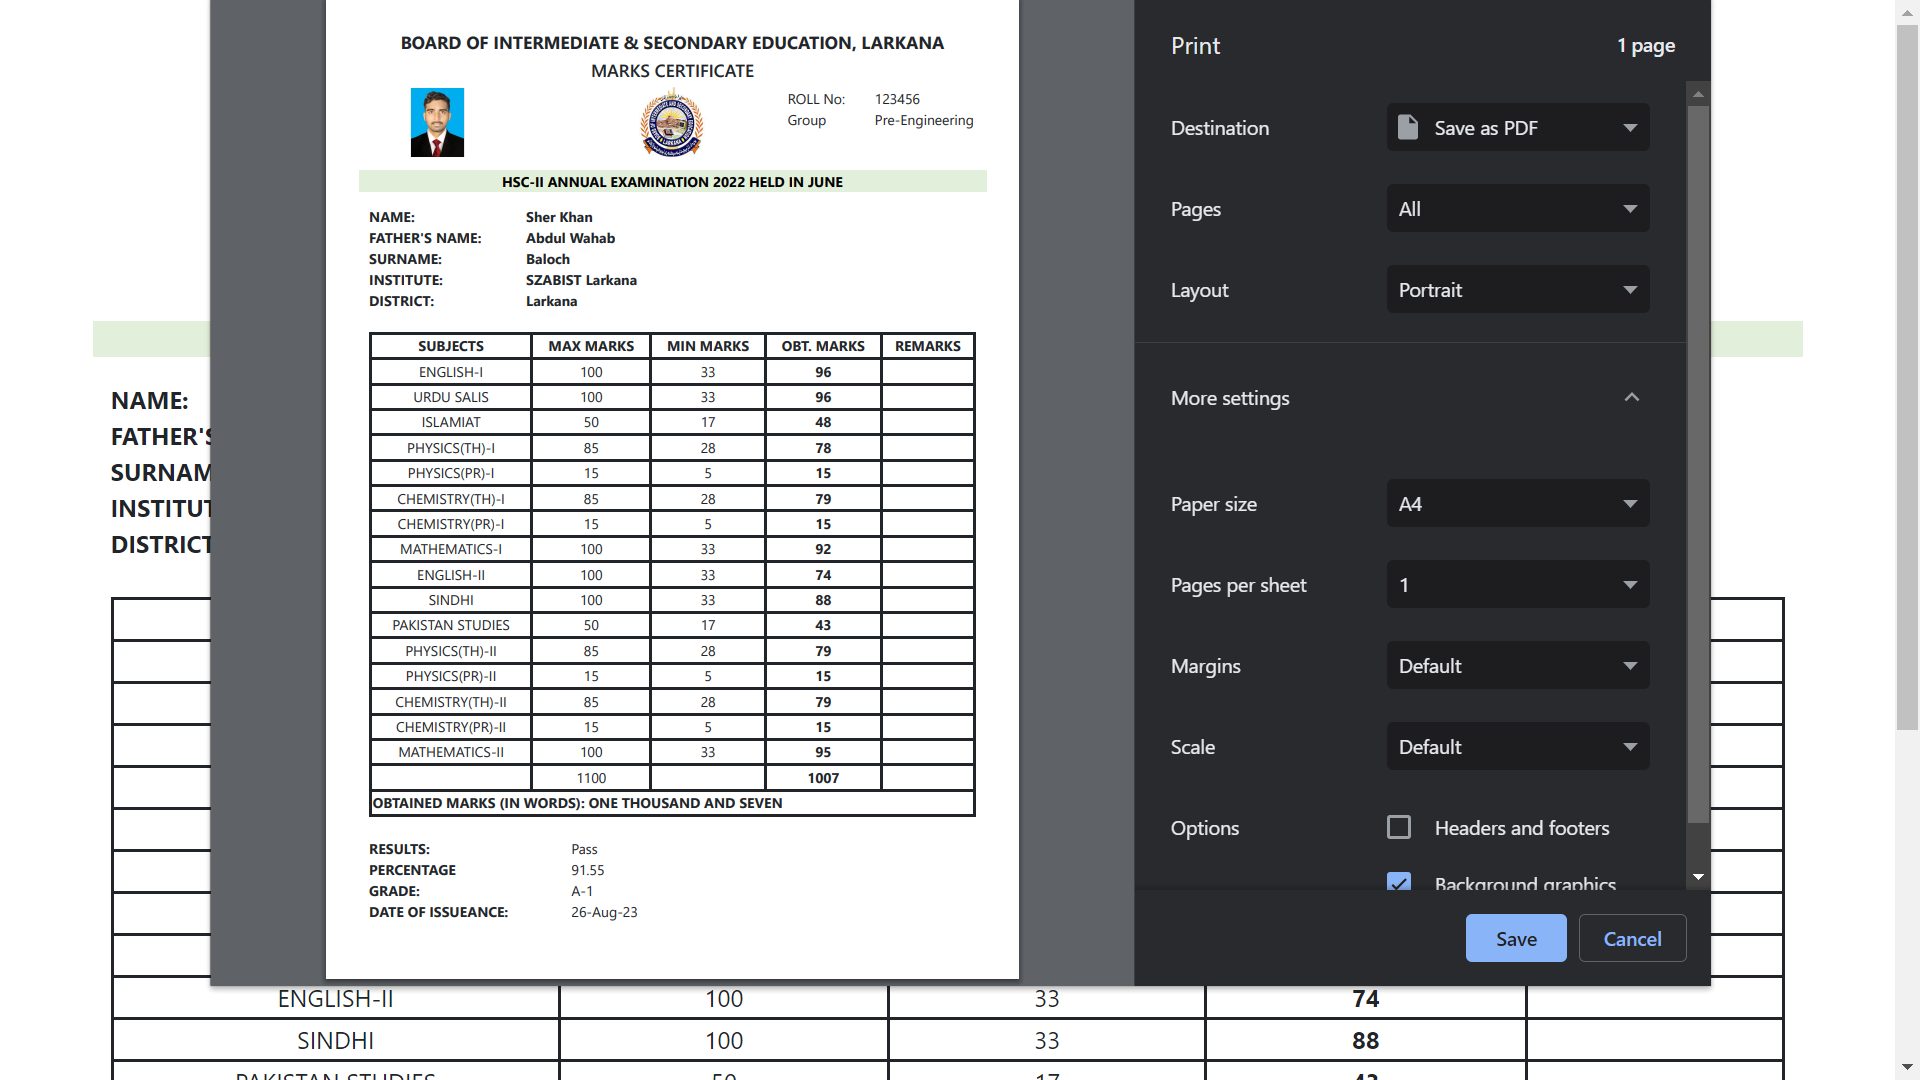 BOARD OF INTERMEDIATE & SECONDARY EDUCATION, LARKANA
MARKS CERTIFICATE
ROLL No: 123456
Group Pre-Engineering
HSC-II ANNUAL EXAMINATION 2022 HELD IN JUNE
NAME: Sher Khan
FATHER'S NAME: Abdul Wahab
SURNAME: Baloch
INSTITUTE: SZABIST Larkana
DISTRICT: Larkana
SUBJECTS MAX MARKS MIN MARKS OBT. MARKS REMARKS
ENGLISH-I 100 33 96
URDU SALIS 100 33 96
ISLAMIAT 50 17 48
PHYSICS(TH)-I 85 28 78
PHYSICS(PR)-I 15 5 15
CHEMISTRY(TH)-I 85 28 79
CHEMISTRY(PR)-I 15 5 15
MATHEMATICS-I 100 33 92
ENGLISH-II 100 33 74
SINDHI 100 33 88
PAKISTAN STUDIES 50 17 43
PHYSICS(TH)-II 85 28 79
PHYSICS(PR)-II 15 5 15
CHEMISTRY(TH)-II 85 28 79
CHEMISTRY(PR)-II 15 5 15
MATHEMATICS-II 100 33 95
1100 1007
OBTAINED MARKS (IN WORDS): ONE THOUSAND AND SEVEN
RESULTS: Pass
PERCENTAGE 91.55
GRADE: A-1
DATE OF ISSUEANCE: 26-Aug-23
Print 1 page
Destination Save as PDF
Pages All
Layout Portrait
More settings
Paper size A4
Pages per sheet 1
Margins Default
Scale Default
Options Headers and footers
Background graphics
Save Cancel
NAME:
FATHER'S
SURNAM
INSTITUT
DISTRICT
ENGLISH-II 100 33 74
SINDHI 100 33 88
PAKISTAN STUDIES 50 17 43